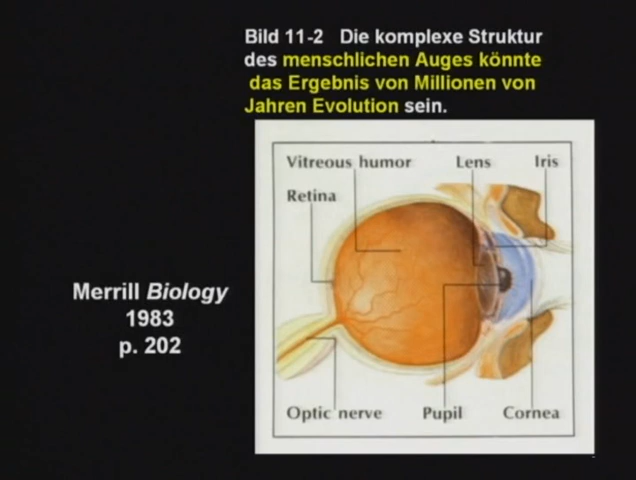 Bild 11-2 Die komplexe Struktur
des menschlichen Auges könnte
das Ergebnis von Millionen von
Jahren Evolution sein.
Vitreous humor Lens Iris
Retina
Merrill Biology
1983
p. 202
Optic nerve Pupil Cornea